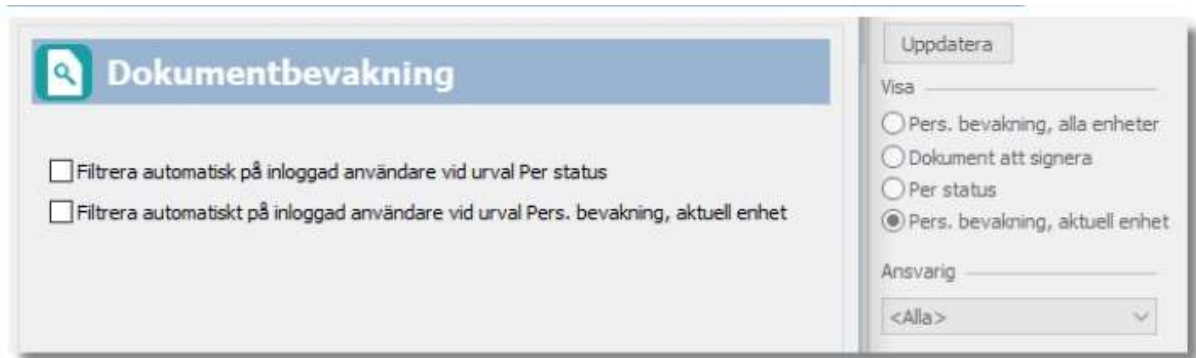 Dokumentbevakning
Filtrera automatisk på inloggad användare vid urval Per status
Filtrera automatiskt på inloggad användare vid urval Pers. bevakning, aktuell enhet
Uppdatera
Visa
Pers. bevakning, alla enheter
Dokument att signera
Per status
Pers. bevakning, aktuell enhet
Ansvarig
<Alla>